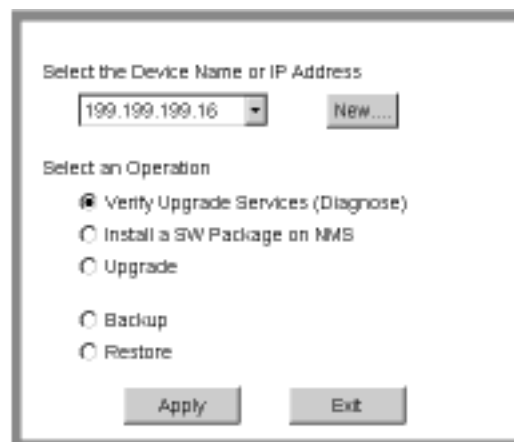 Select the Device Name or IP Address
199.199.199.16 New....
Select an Operation
Verify Upgrade Services (Diagnose)
Install a SW Package on NMS
Upgrade
Backup
Restore
Apply Exit